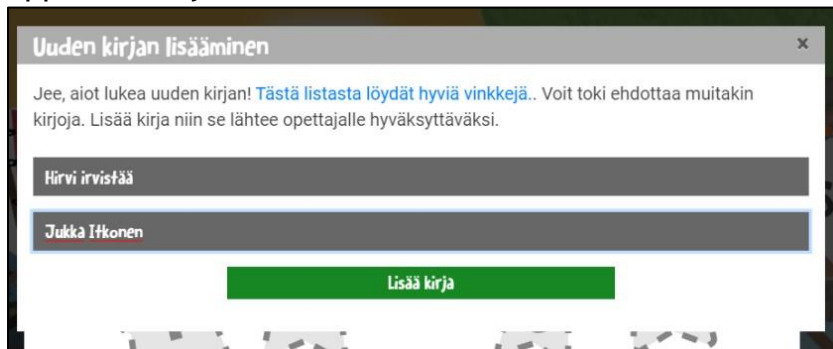 Uuden kirjan lisääminen ×
Jee, aiot lukea uuden kirjan! Tästä listasta löydät hyviä vinkkejä.. Voit toki ehdottaa muitakin
kirjoja. Lisää kirja niin se lähtee opettajalle hyväksyttäväksi.
Hirvi irvistää
Jukka Itkonen
Lisää kirja